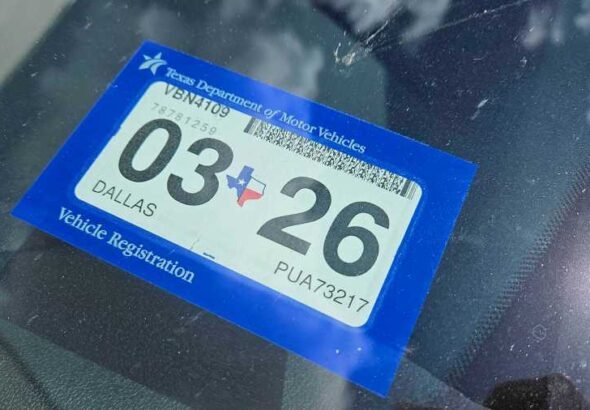 Texas Department of Motor Vehicles
VBN4109
78781259
03 26
DALLAS
PUA73217
Vehicle Registration